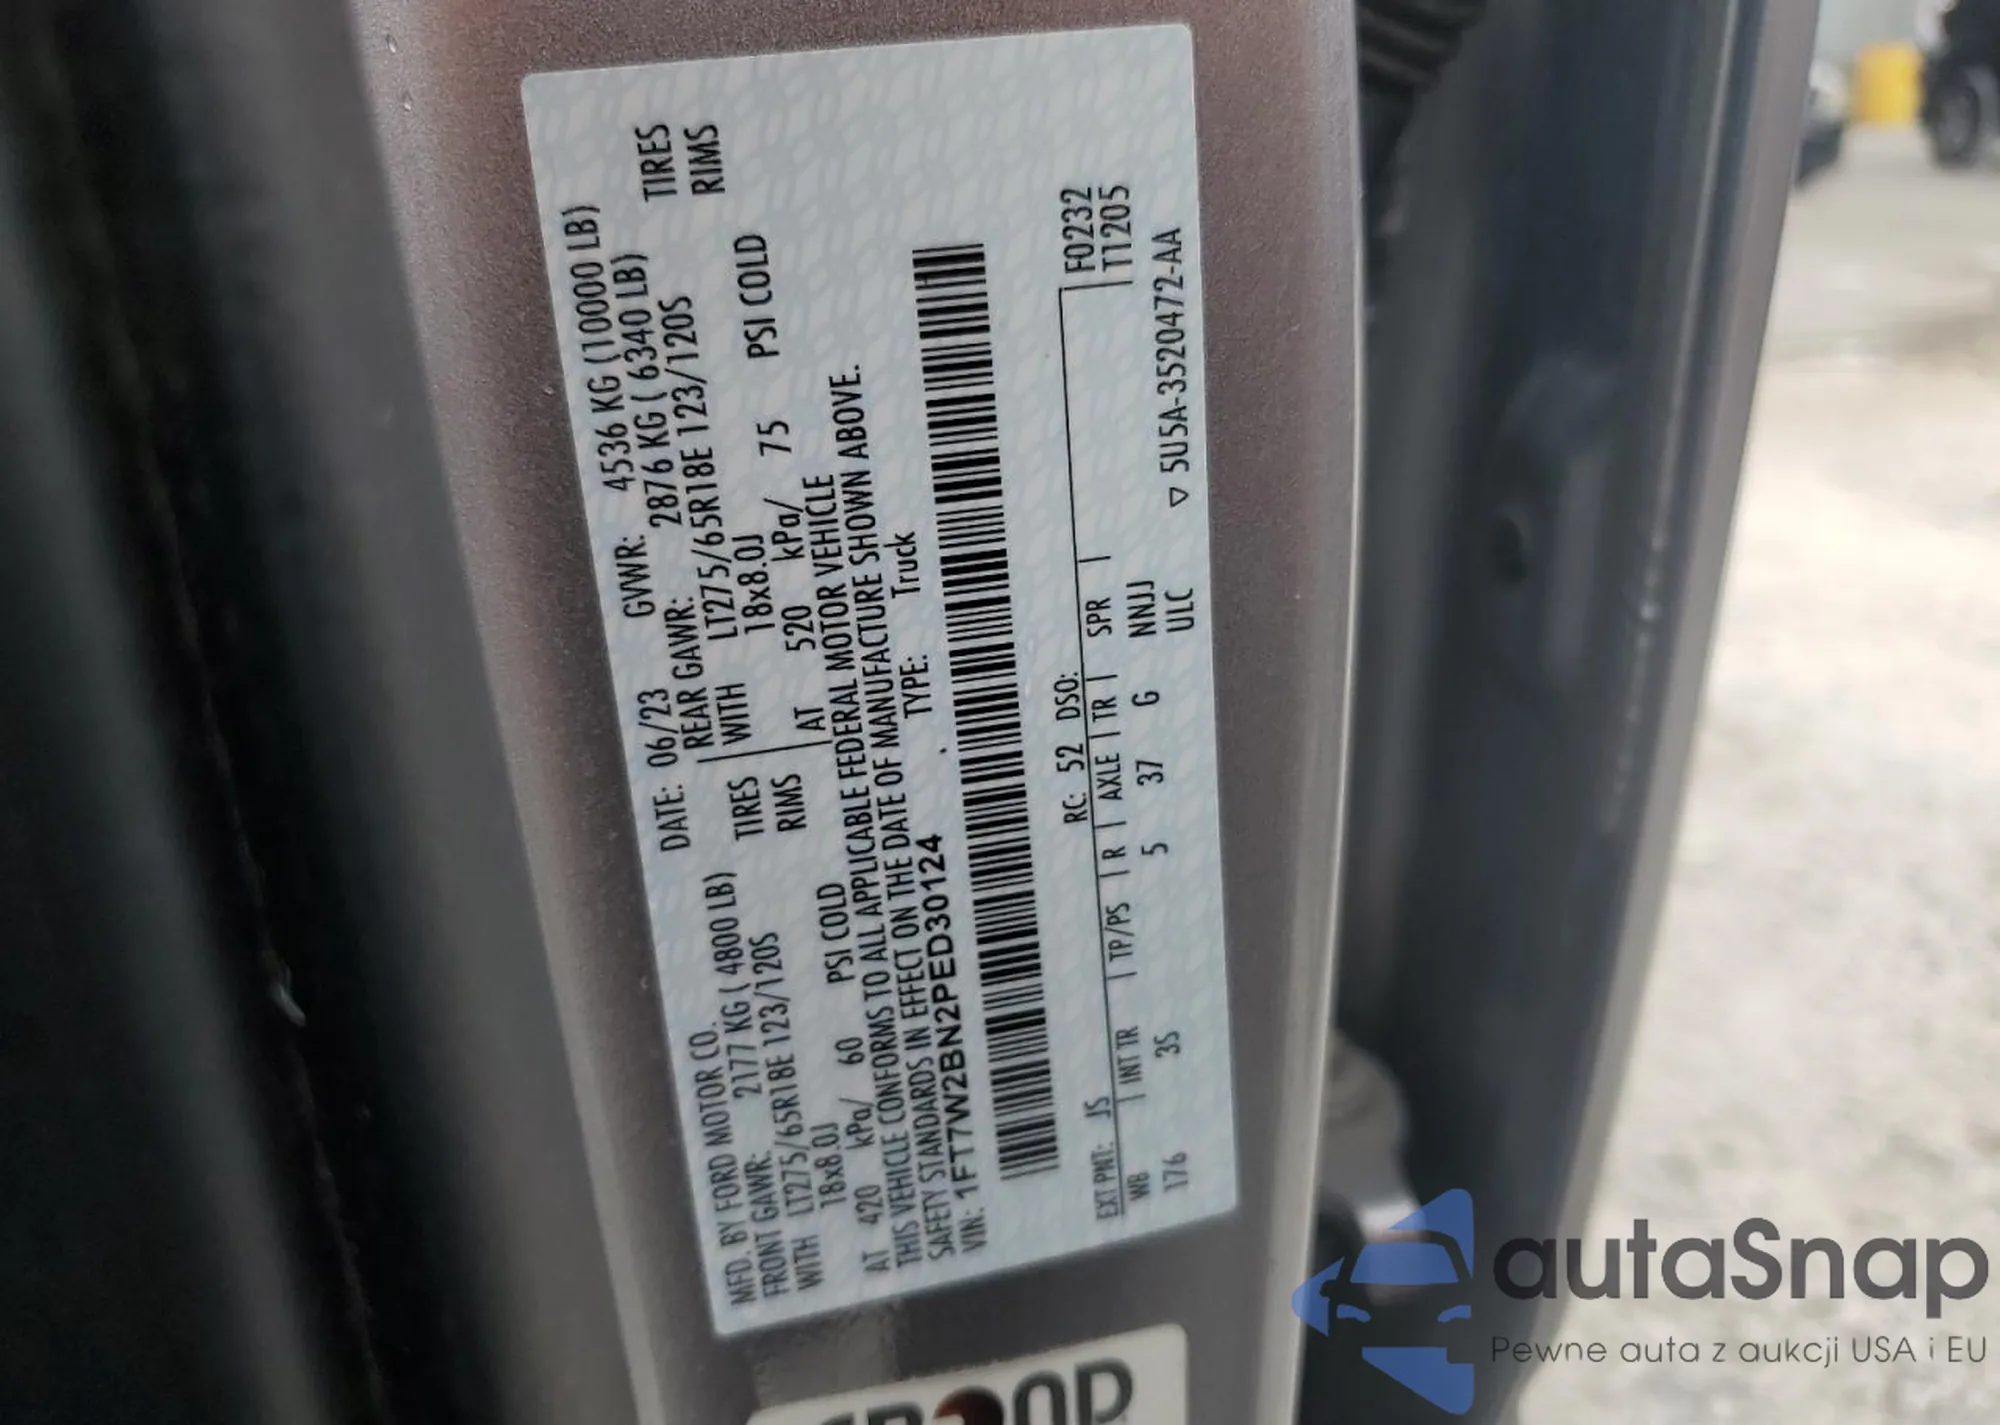 MFD. BY FORD MOTOR CO.
DATE: 06/23 GVWR: 4536 KG (10000 LB)
FRONT GAWR: 2177 KG ( 4800 LB) REAR GAWR: 2876 KG ( 6340 LB)
WITH LT275/65R18E 123/120S TIRES WITH LT275/65R18E 123/120S TIRES
18x8.0J RIMS 18x8.0J RIMS
AT 420 kPa/ 60 PSI COLD AT 520 kPa/ 75 PSI COLD
THIS VEHICLE CONFORMS TO ALL APPLICABLE FEDERAL MOTOR VEHICLE
SAFETY STANDARDS IN EFFECT ON THE DATE OF MANUFACTURE SHOWN ABOVE.
VIN: 1FT7W2BN2PED30124 TYPE: Truck
EXT PNT: JS RC: 52 DSO: F0232
WB INT TR TP/PS R AXLE TR SPR T1205
176 3S 5 37 G NNJJ
ULC ▽ 5U5A-3520472-AA
autaSnap
Pewne auta z aukcji USA i EU